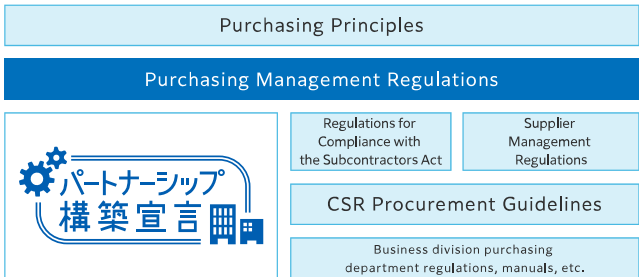 Purchasing Principles
Purchasing Management Regulations
パートナーシップ
構築宣言
Regulations for
Compliance with
the Subcontractors Act
Supplier
Management
Regulations
CSR Procurement Guidelines
Business division purchasing
department regulations, manuals, etc.